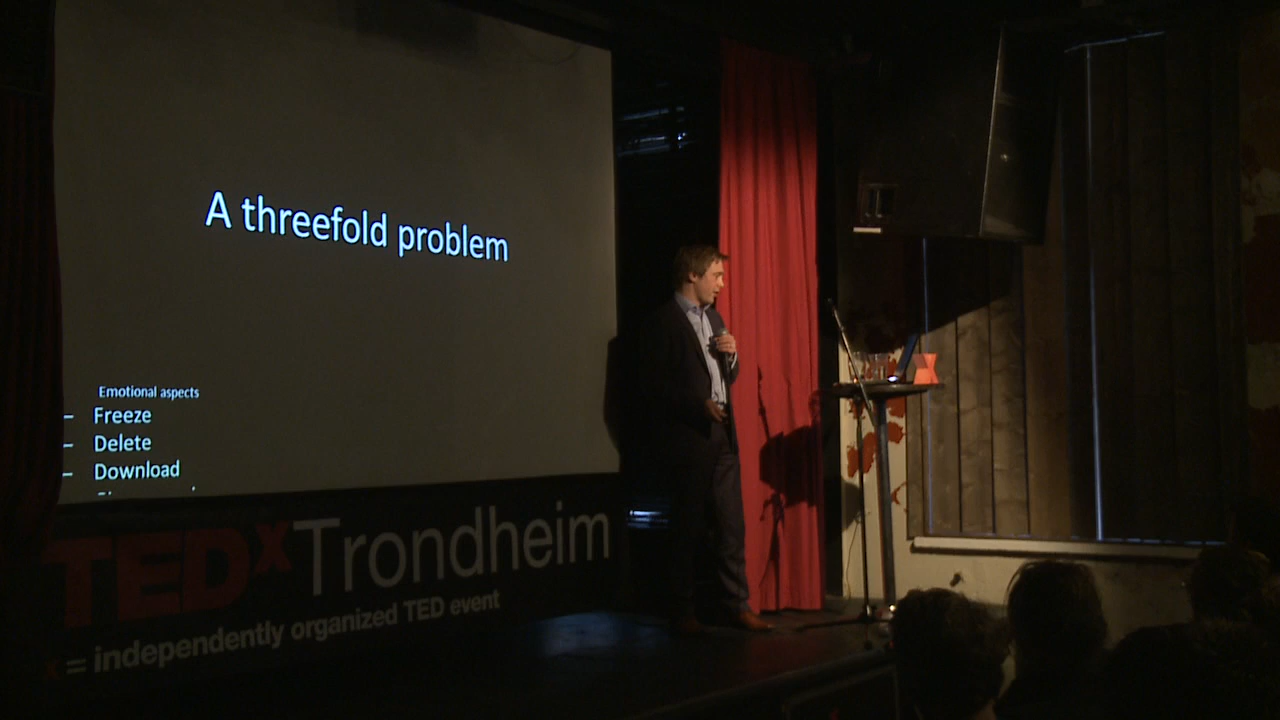 A threefold problem
Emotional aspects
– Freeze
– Delete
– Download
TEDxTrondheim
x = independently organized TED event